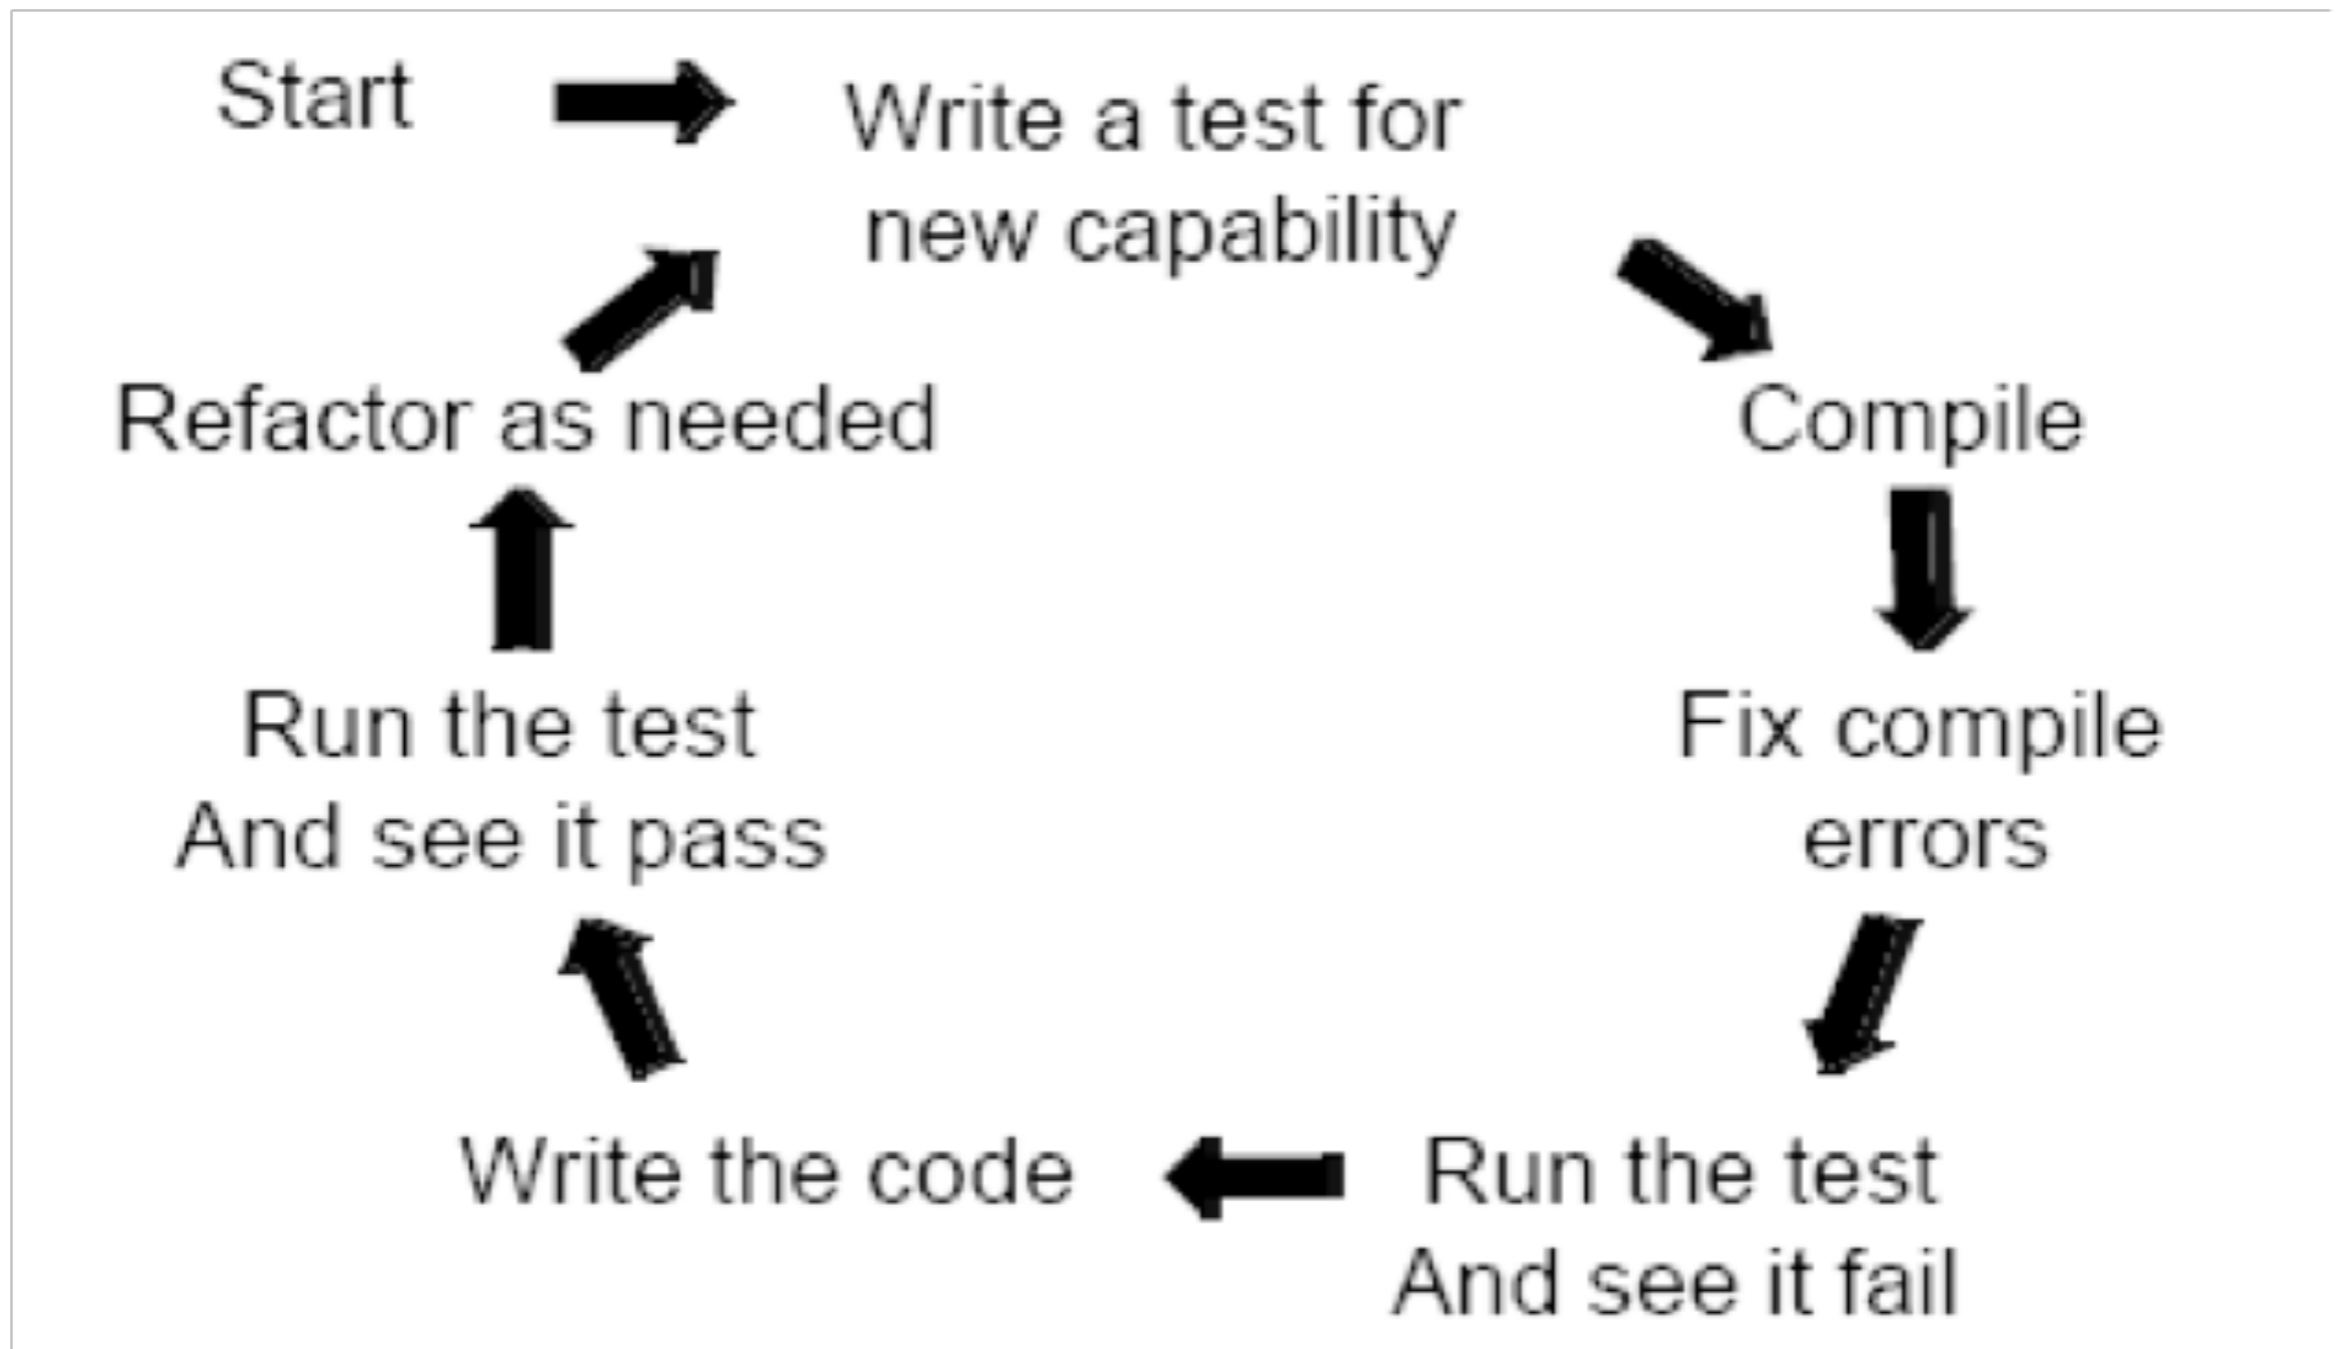 Start
Write a test for
new capability
Compile
Fix compile
errors
Run the test
And see it fail
Write the code
Run the test
And see it pass
Refactor as needed